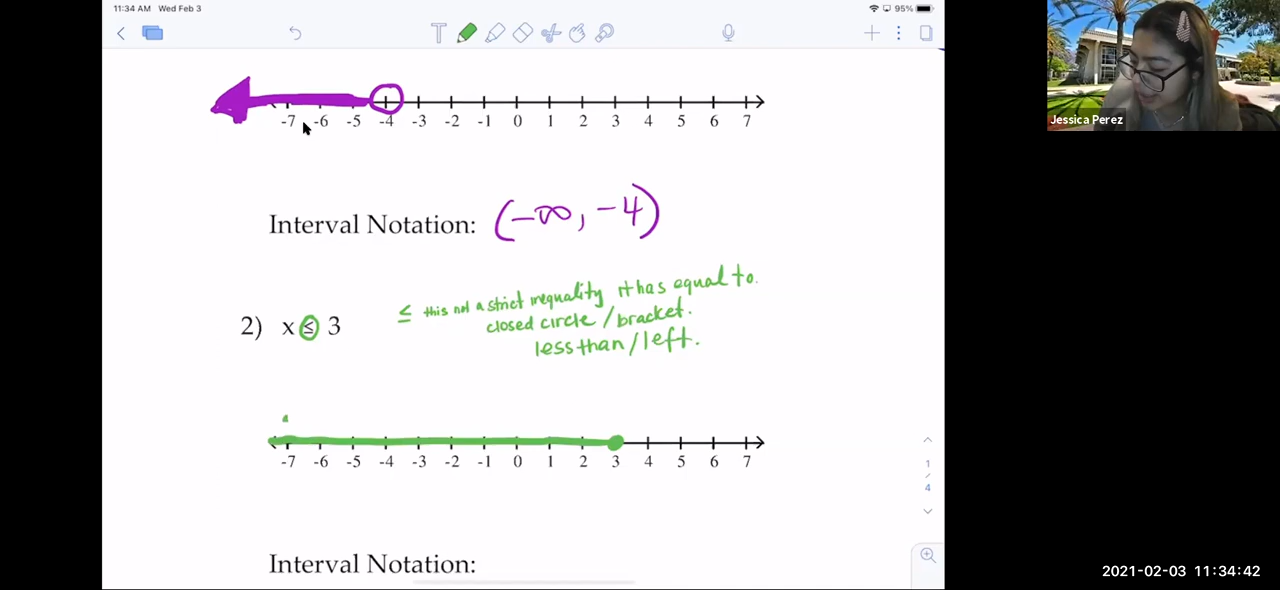 11:34 AM Wed Feb 3
95%
T
Jessica Perez
-7 -6 -5 -4 -3 -2 -1 0 1 2 3 4 5 6 7
Interval Notation: (-∞, -4)
≤ this not a strict inequality it has equal to.
closed circle / bracket.
less than / left.
2) x ≤ 3
-7 -6 -5 -4 -3 -2 -1 0 1 2 3 4 5 6 7
1
/
4
Interval Notation:
2021-02-03 11:34:42